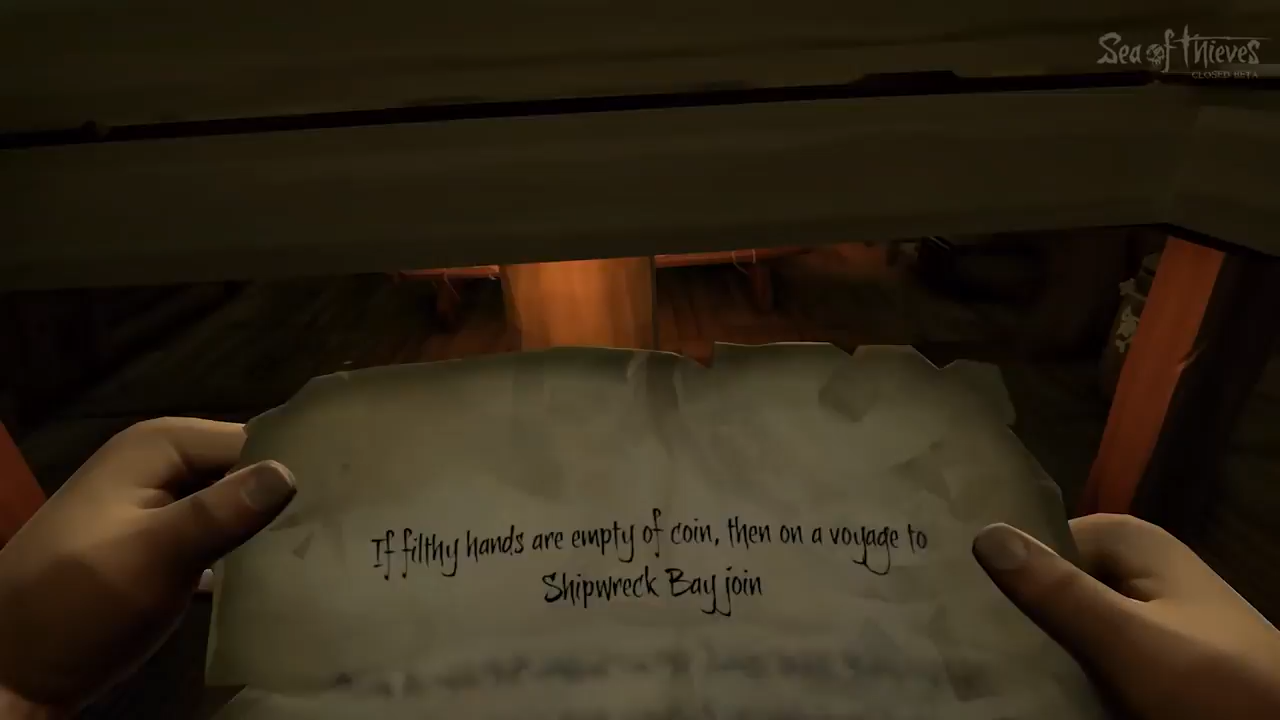 Sea of Thieves
CLOSED BETA
If filthy hands are empty of coin, then on a voyage to
Shipwreck Bay join